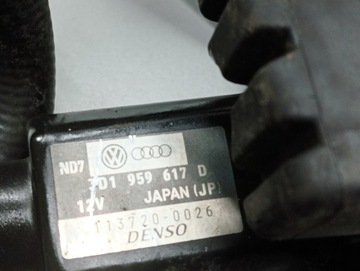 ND7
7D1 959 617 D
12V JAPAN (JP)
113720-0026
DENSO